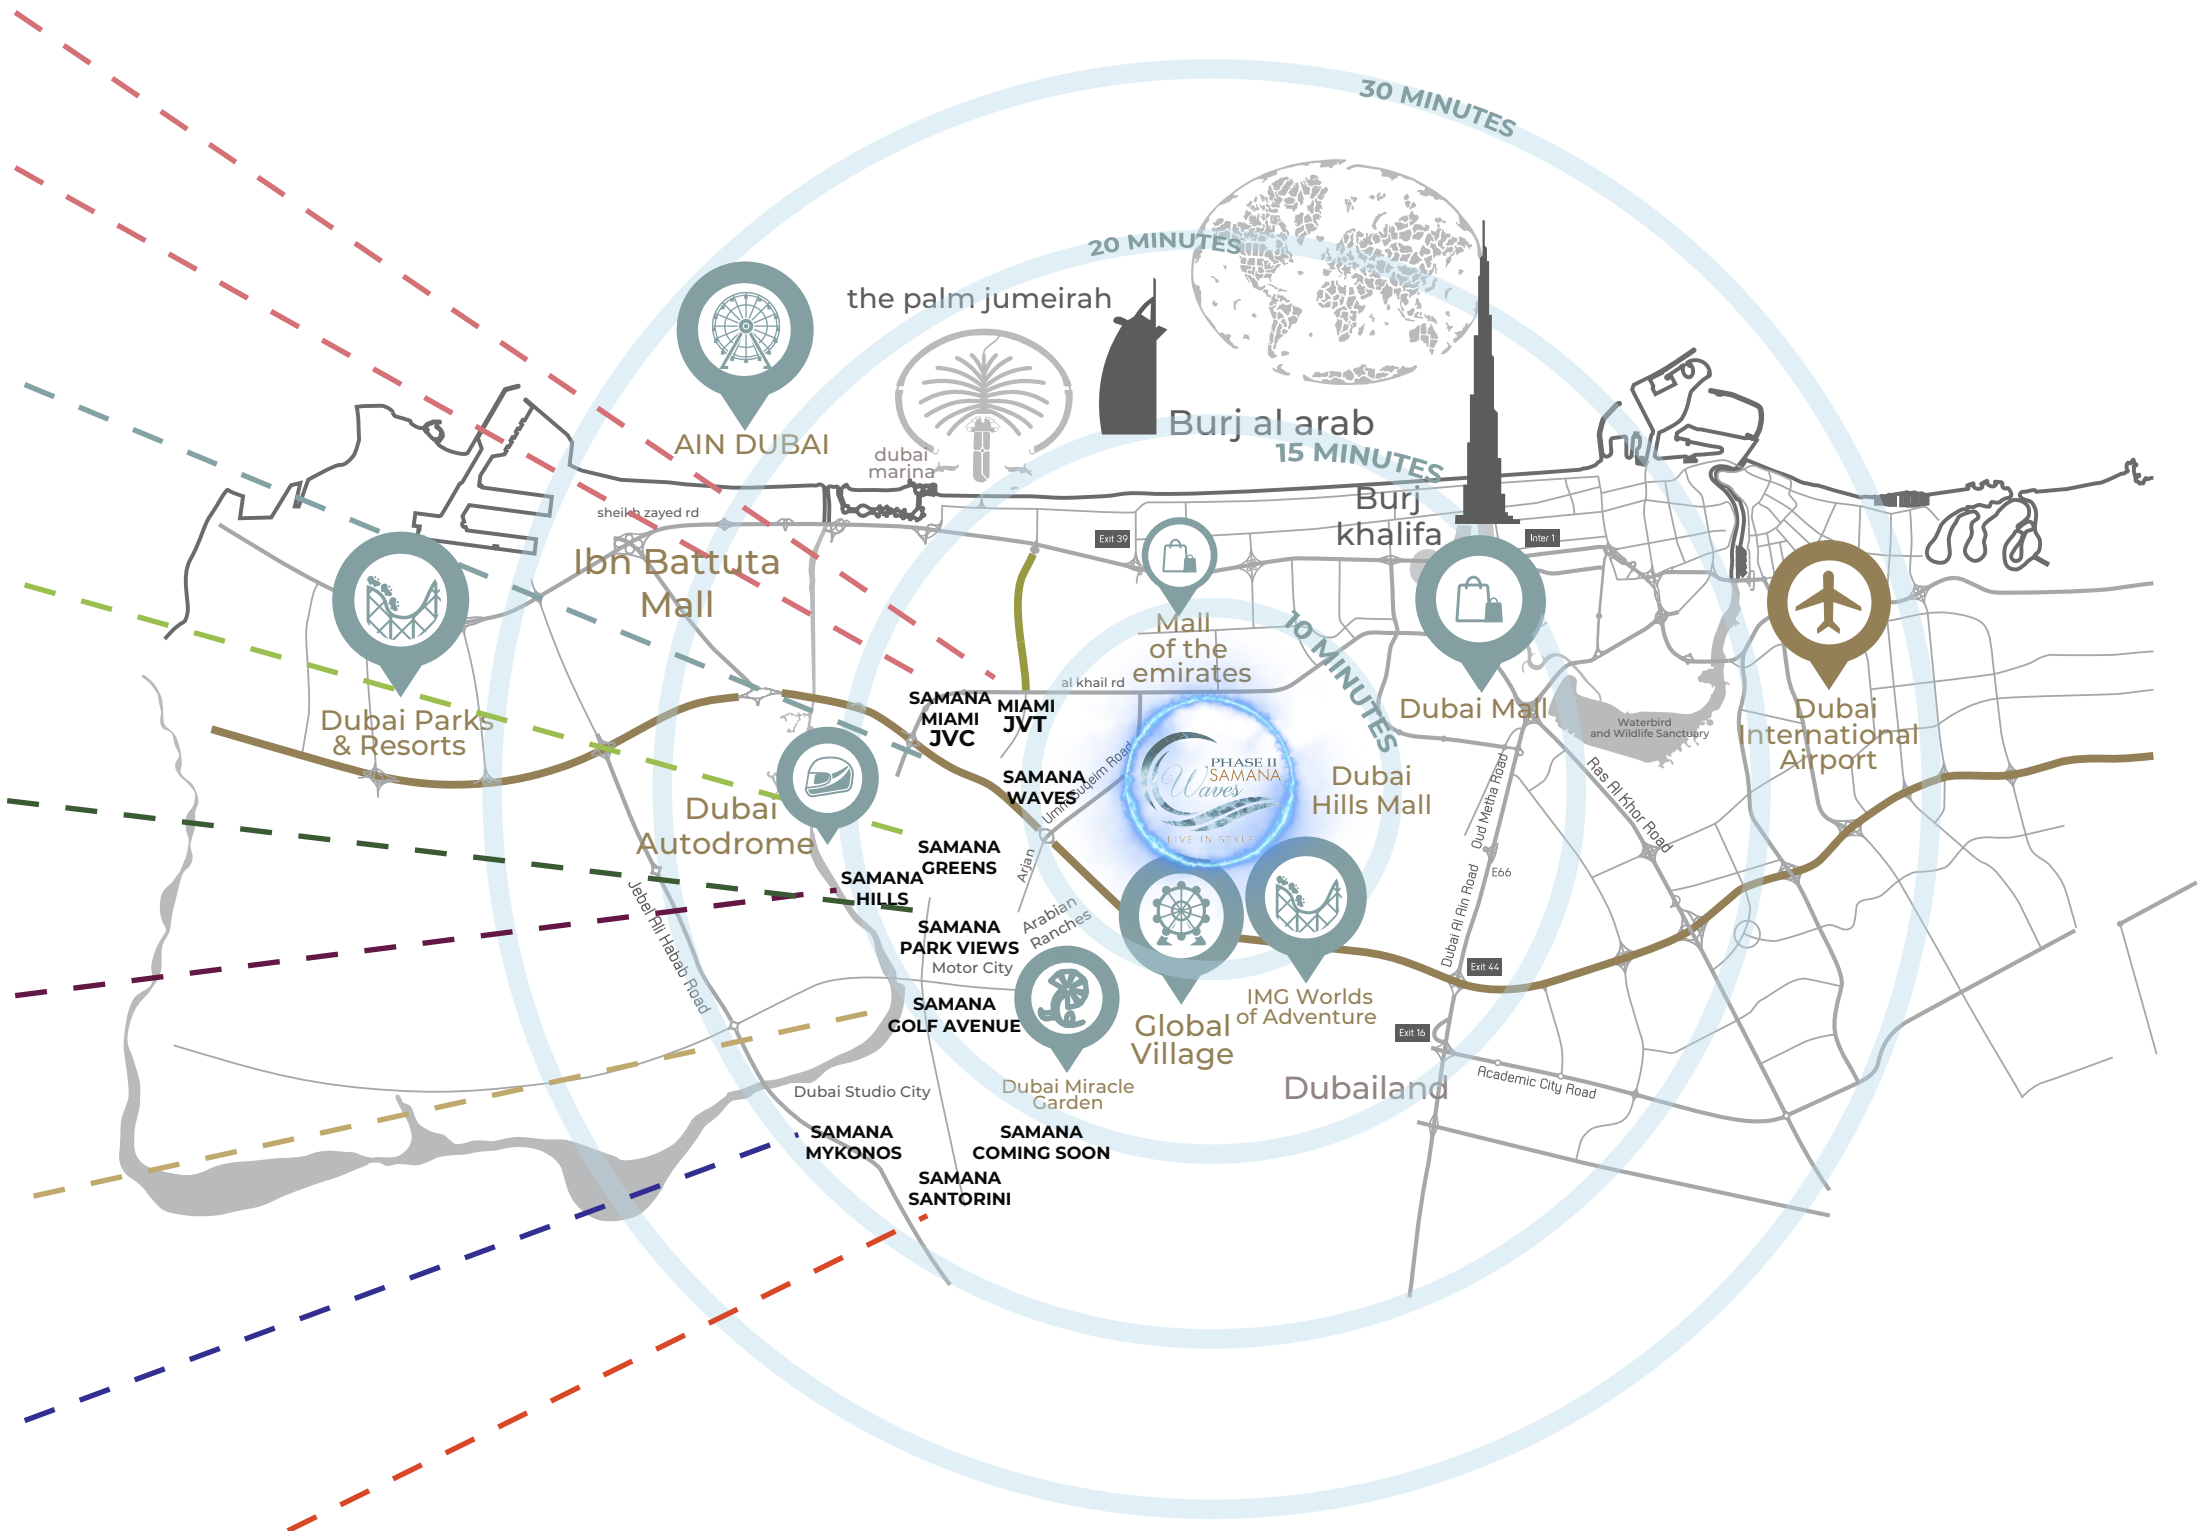 30 MINUTES
20 MINUTES
the palm jumeirah
Burj al arab
AIN DUBAI
15 MINUTES
dubai
marina
Burj
khalifa
sheikh zayed rd
Exit 39
Inter 1
Ibn Battuta
Mall
10 MINUTES
Mall
of the
emirates
al khail rd
SAMANA
MIAMI
JVC
MIAMI
JVT
Dubai Mall
Waterbird
and Wildlife Sanctuary
Dubai
International
Airport
Dubai Parks
& Resorts
Umm Suqeim Road
PHASE II
SAMANA
Waves
LIVE IN STYLE
SAMANA
WAVES
Dubai
Hills Mall
Oud Metha Road
Ras Al Khor Road
Dubai
Autodrome
SAMANA
GREENS
Arjan
E66
SAMANA
HILLS
Jebel Ali Habab Road
Arabian
Ranches
Dubai Al Ain Road
SAMANA
PARK VIEWS
Motor City
Exit 44
SAMANA
GOLF AVENUE
IMG Worlds
of Adventure
Global
Village
Exit 16
Dubai Miracle
Garden
Dubailand
Academic City Road
Dubai Studio City
SAMANA
MYKONOS
SAMANA
COMING SOON
SAMANA
SANTORINI